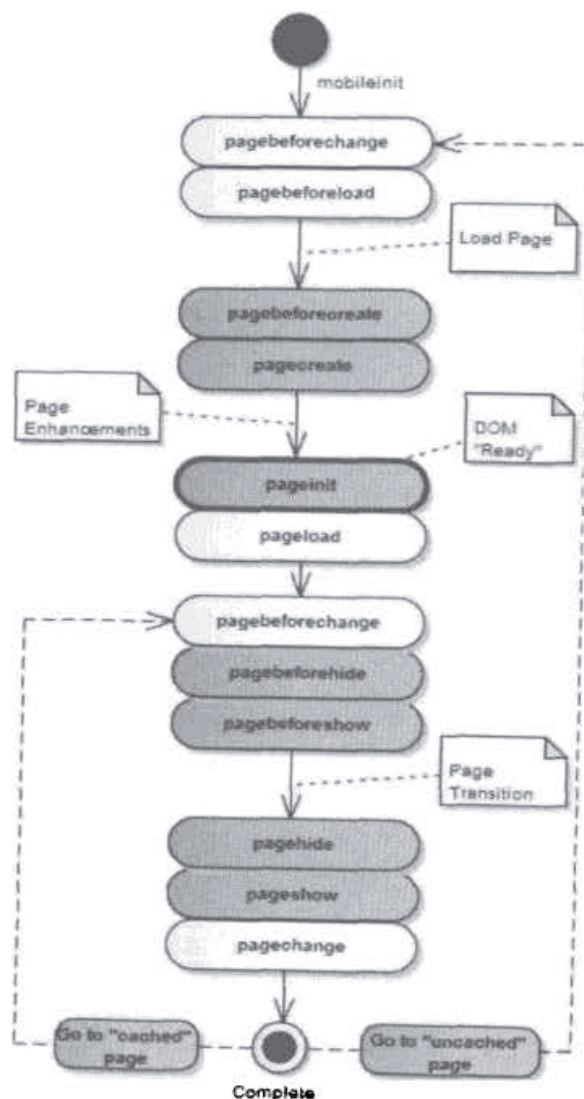 mobileinit
pagebeforechange
pagebeforeload
Load Page
pagebeforecreate
pagecreate
Page
Enhancements
DOM
"Ready"
pageinit
pageload
pagebeforechange
pagebeforehide
pagebeforeshow
Page
Transition
pagehide
pageshow
pagechange
Go to "cached"
page
Go to "uncached"
page
Complete